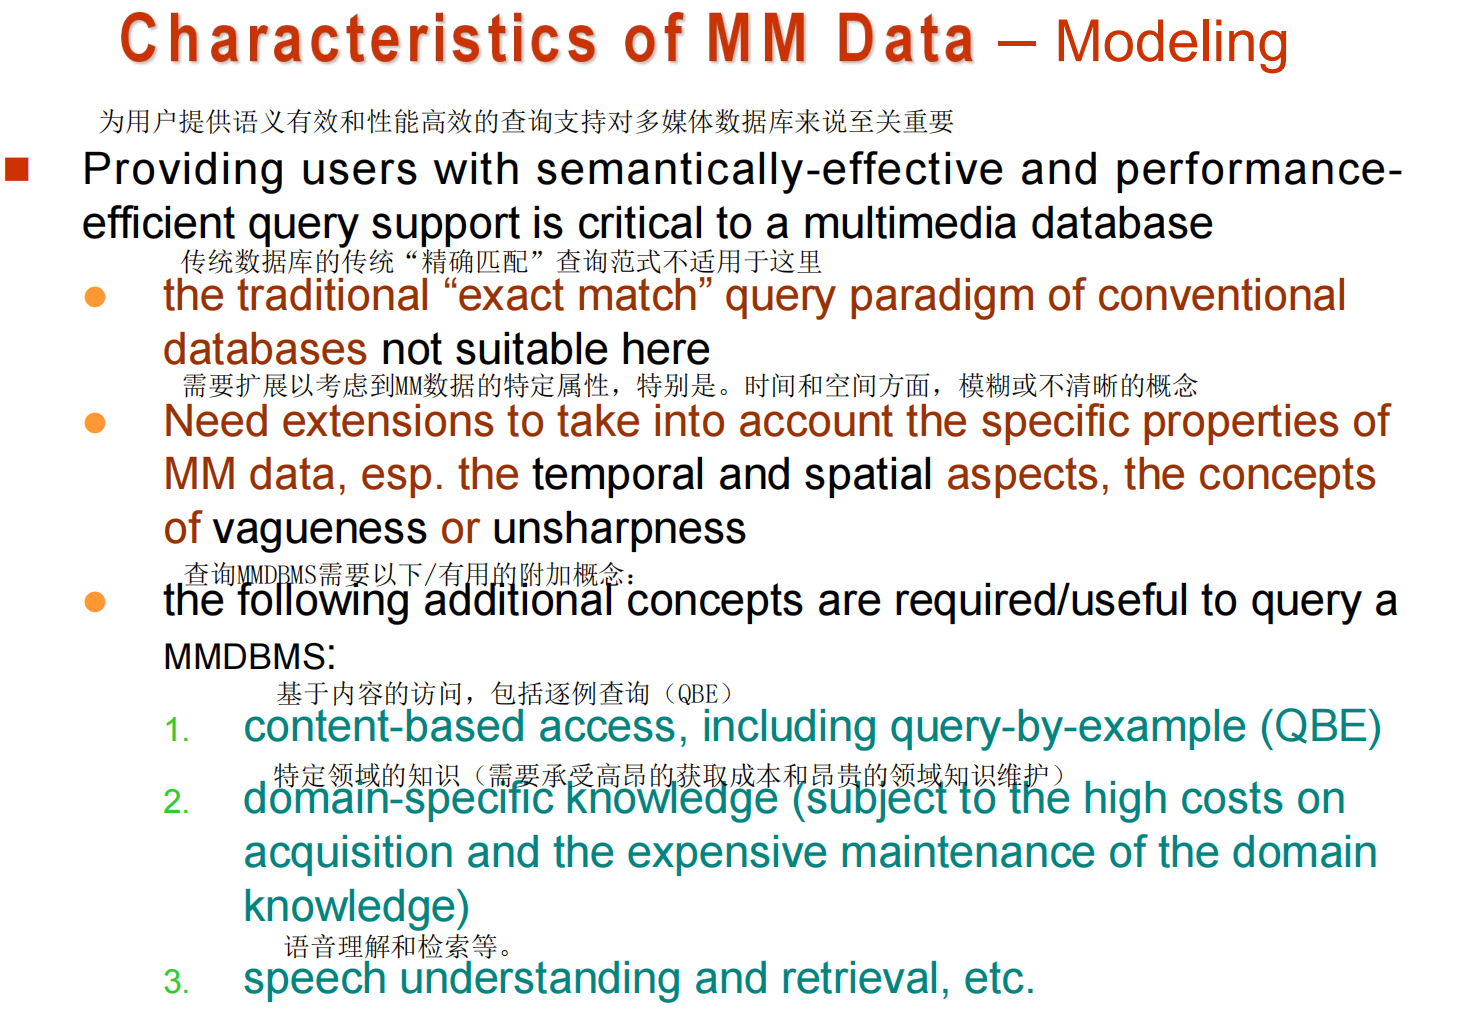 Characteristics of MM Data — Modeling
为用户提供语义有效和性能高效的查询支持对多媒体数据库来说至关重要
Providing users with semantically-effective and performance-
efficient query support is critical to a multimedia database
传统数据库的传统“精确匹配”查询范式不适用于这里
the traditional “exact match” query paradigm of conventional
databases not suitable here
需要扩展以考虑到MM数据的特定属性，特别是。时间和空间方面，模糊或不清晰的概念
Need extensions to take into account the specific properties of
MM data, esp. the temporal and spatial aspects, the concepts
of vagueness or unsharpness
查询MMDBMS需要以下/有用的附加概念：
the following additional concepts are required/useful to query a
MMDBMS:
基于内容的访问，包括逐例查询（QBE）
1. content-based access, including query-by-example (QBE)
特定领域的知识（需要承受高昂的获取成本和昂贵的领域知识维护）
2. domain-specific knowledge (subject to the high costs on
acquisition and the expensive maintenance of the domain
knowledge)
语音理解和检索等。
3. speech understanding and retrieval, etc.